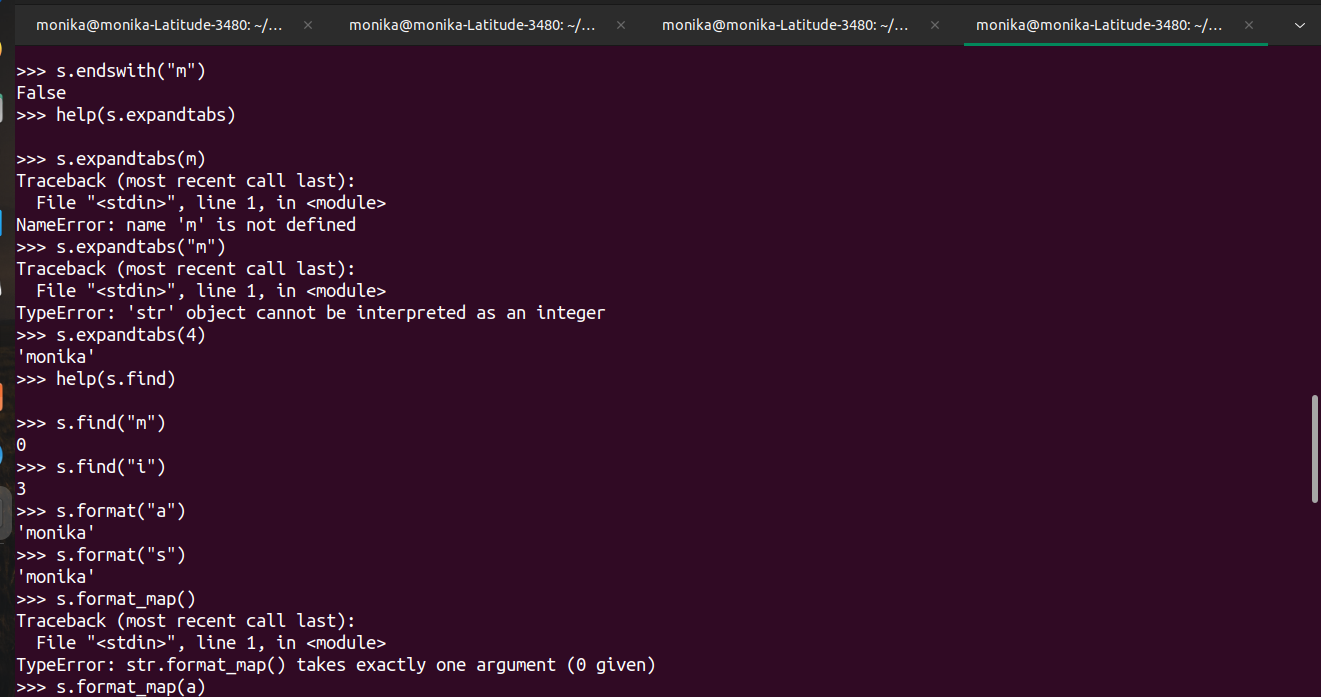 monika@monika-Latitude-3480: ~/... × monika@monika-Latitude-3480: ~/... × monika@monika-Latitude-3480: ~/... × monika@monika-Latitude-3480: ~/... ×
>>> s.endswith("m")
False
>>> help(s.expandtabs)
>>> s.expandtabs(m)
Traceback (most recent call last):
  File "<stdin>", line 1, in <module>
NameError: name 'm' is not defined
>>> s.expandtabs("m")
Traceback (most recent call last):
  File "<stdin>", line 1, in <module>
TypeError: 'str' object cannot be interpreted as an integer
>>> s.expandtabs(4)
'monika'
>>> help(s.find)
>>> s.find("m")
0
>>> s.find("i")
3
>>> s.format("a")
'monika'
>>> s.format("s")
'monika'
>>> s.format_map()
Traceback (most recent call last):
  File "<stdin>", line 1, in <module>
TypeError: str.format_map() takes exactly one argument (0 given)
>>> s.format_map(a)